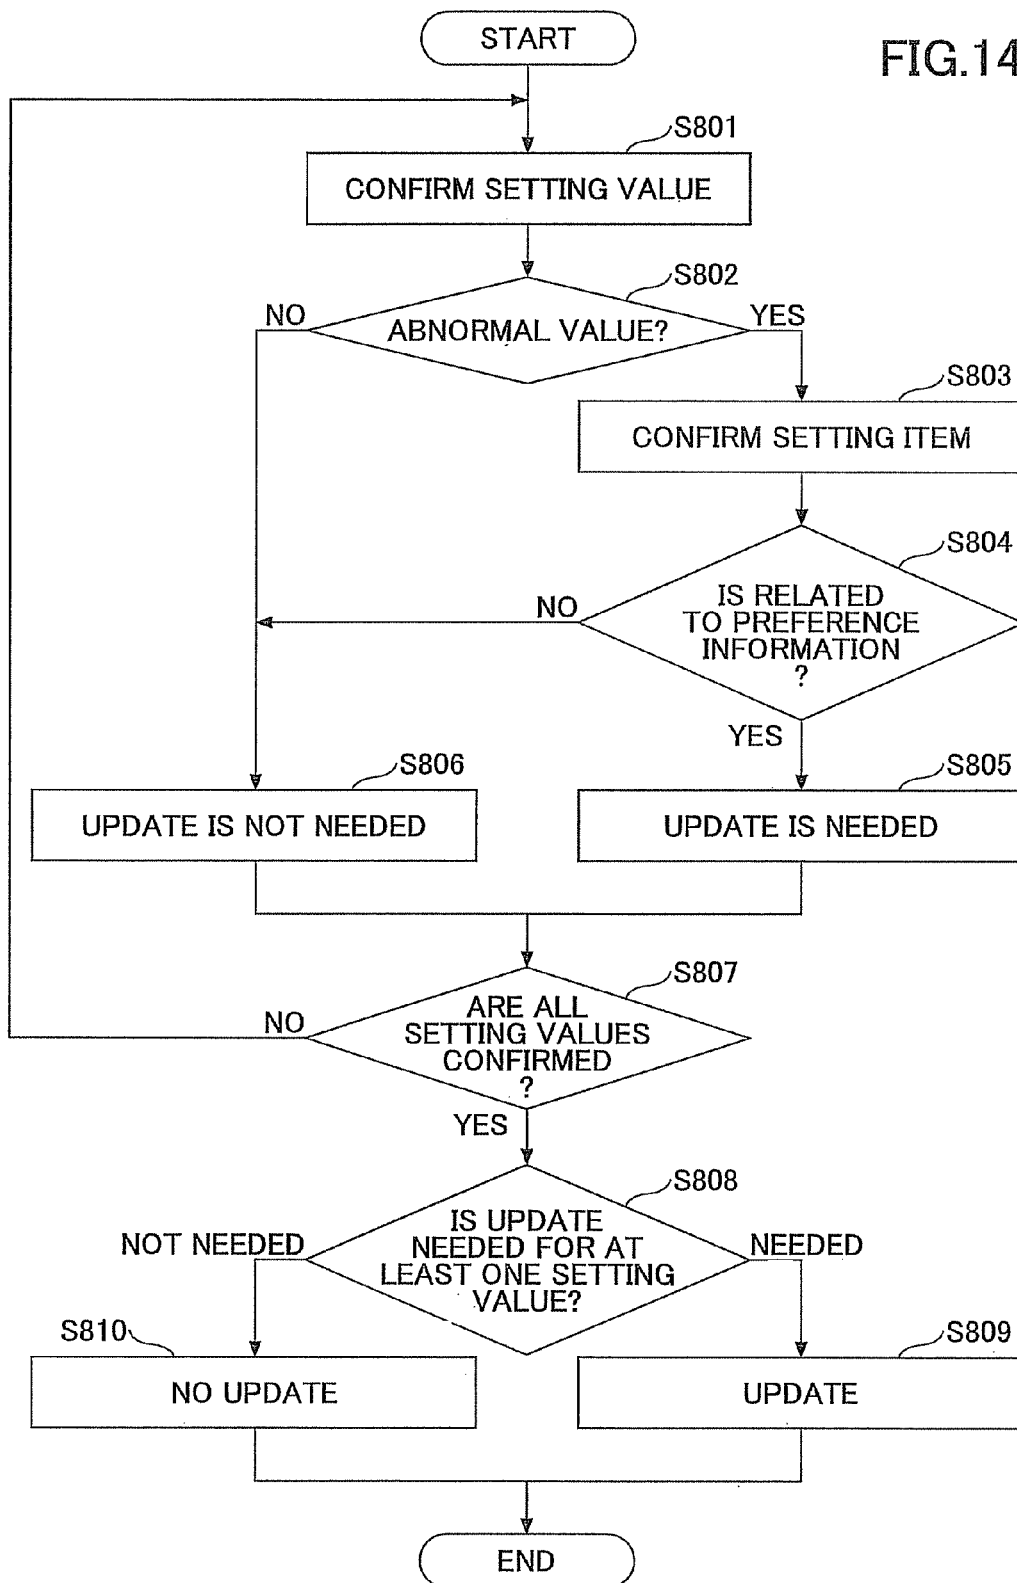 START
FIG.14
S801
CONFIRM SETTING VALUE
S802
NO
ABNORMAL VALUE?
YES
S803
CONFIRM SETTING ITEM
S804
NO
IS RELATED
TO PREFERENCE
INFORMATION
?
YES
S806
UPDATE IS NOT NEEDED
S805
UPDATE IS NEEDED
S807
NO
ARE ALL
SETTING VALUES
CONFIRMED
?
YES
S808
NOT NEEDED
IS UPDATE
NEEDED FOR AT
LEAST ONE SETTING
VALUE?
NEEDED
S810
NO UPDATE
S809
UPDATE
END